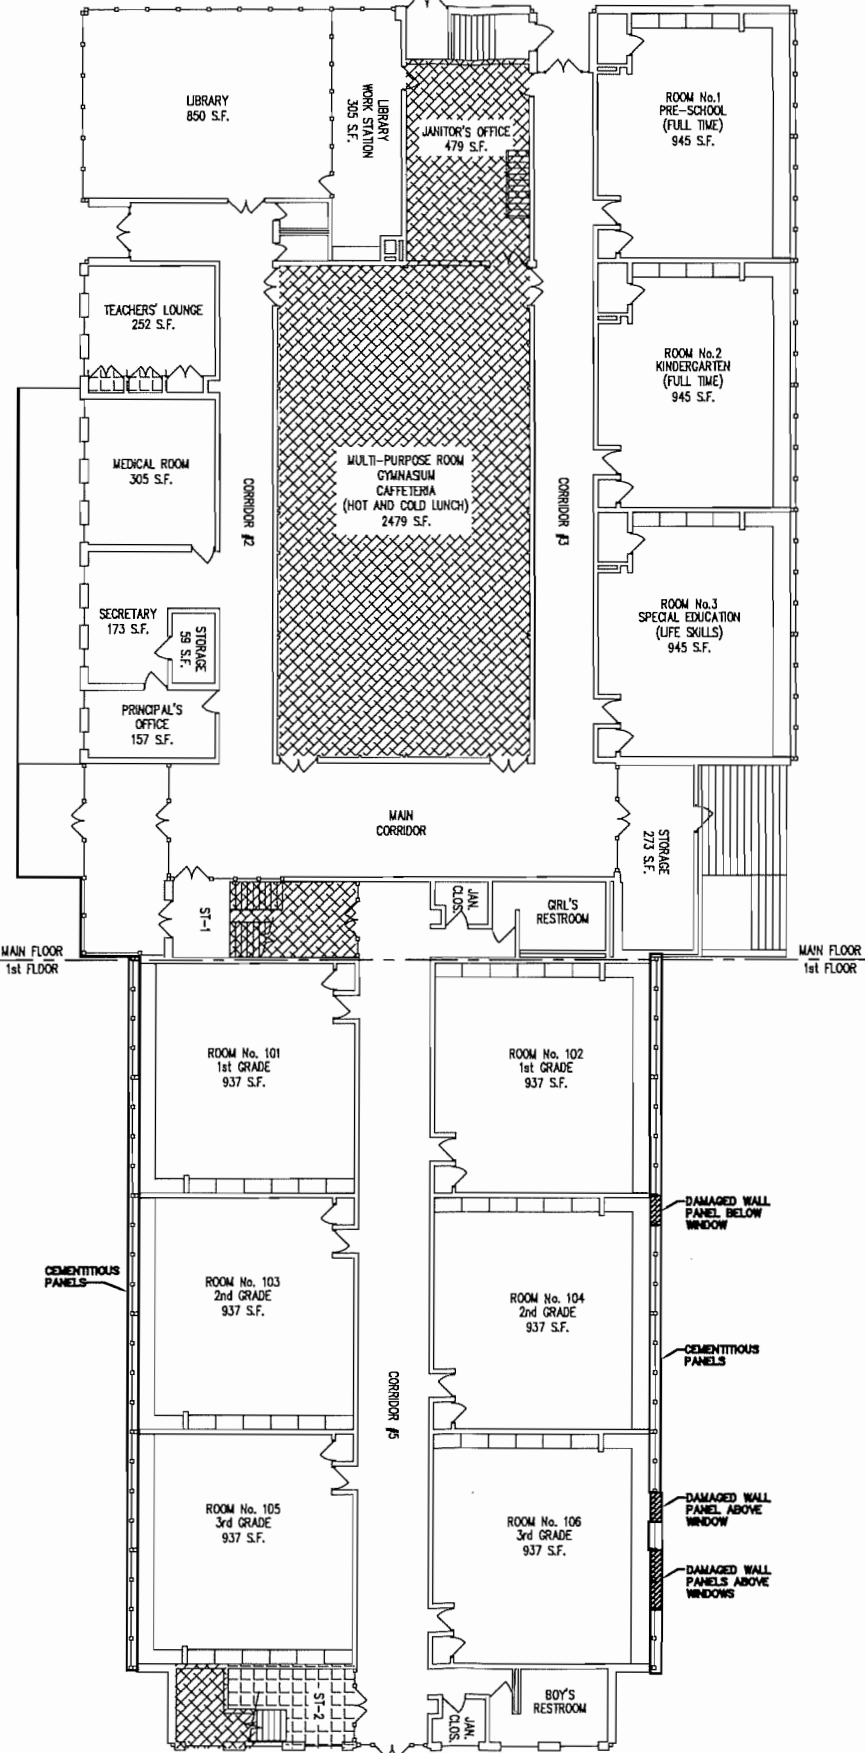 LIBRARY
850 S.F.
LIBRARY
WORK STATION
305 S.F.
JANITOR'S OFFICE
479 S.F.
ROOM No.1
PRE-SCHOOL
(FULL TIME)
945 S.F.
TEACHERS' LOUNGE
252 S.F.
ROOM No.2
KINDERGARTEN
(FULL TIME)
945 S.F.
MEDICAL ROOM
305 S.F.
CORRIDOR #2
MULTI-PURPOSE ROOM
GYMNASIUM
CAFFETERIA
(HOT AND COLD LUNCH)
2479 S.F.
CORRIDOR #3
SECRETARY
173 S.F.
STORAGE
59 S.F.
ROOM No.3
SPECIAL EDUCATION
(LIFE SKILLS)
945 S.F.
PRINCIPAL'S
OFFICE
157 S.F.
MAIN
CORRIDOR
STORAGE
273 S.F.
ST-1
JAN.
CLOS.
GIRL'S
RESTROOM
MAIN FLOOR
1st FLOOR
MAIN FLOOR
1st FLOOR
ROOM No. 101
1st GRADE
937 S.F.
ROOM No. 102
1st GRADE
937 S.F.
DAMAGED WALL
PANEL BELOW
WINDOW
CEMENTITIOUS
PANELS
ROOM No. 103
2nd GRADE
937 S.F.
ROOM No. 104
2nd GRADE
937 S.F.
CEMENTITIOUS
PANELS
CORRIDOR #5
ROOM No. 105
3rd GRADE
937 S.F.
ROOM No. 106
3rd GRADE
937 S.F.
DAMAGED WALL
PANEL ABOVE
WINDOW
DAMAGED WALL
PANELS ABOVE
WINDOWS
ST-2
JAN.
CLOS.
BOY'S
RESTROOM